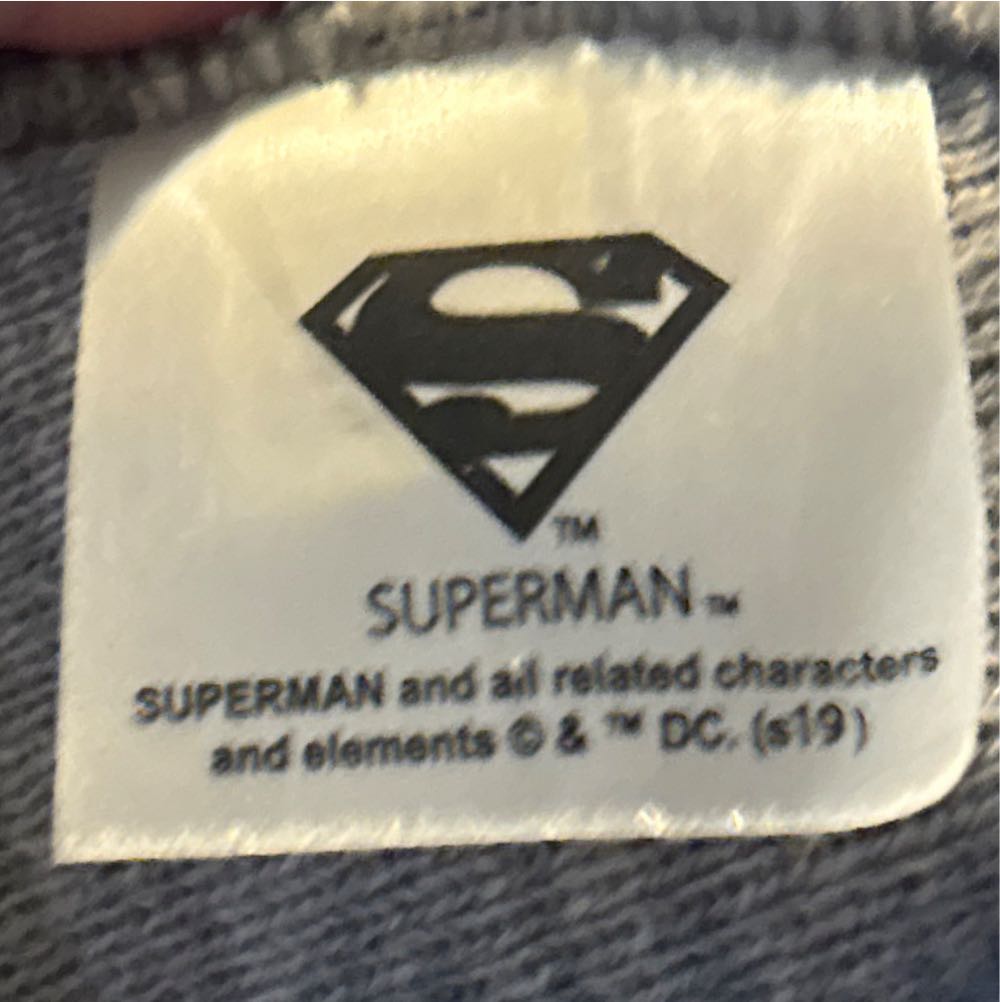 S
TM
SUPERMAN TM
SUPERMAN and all related characters
and elements © & ™ DC. (s19)